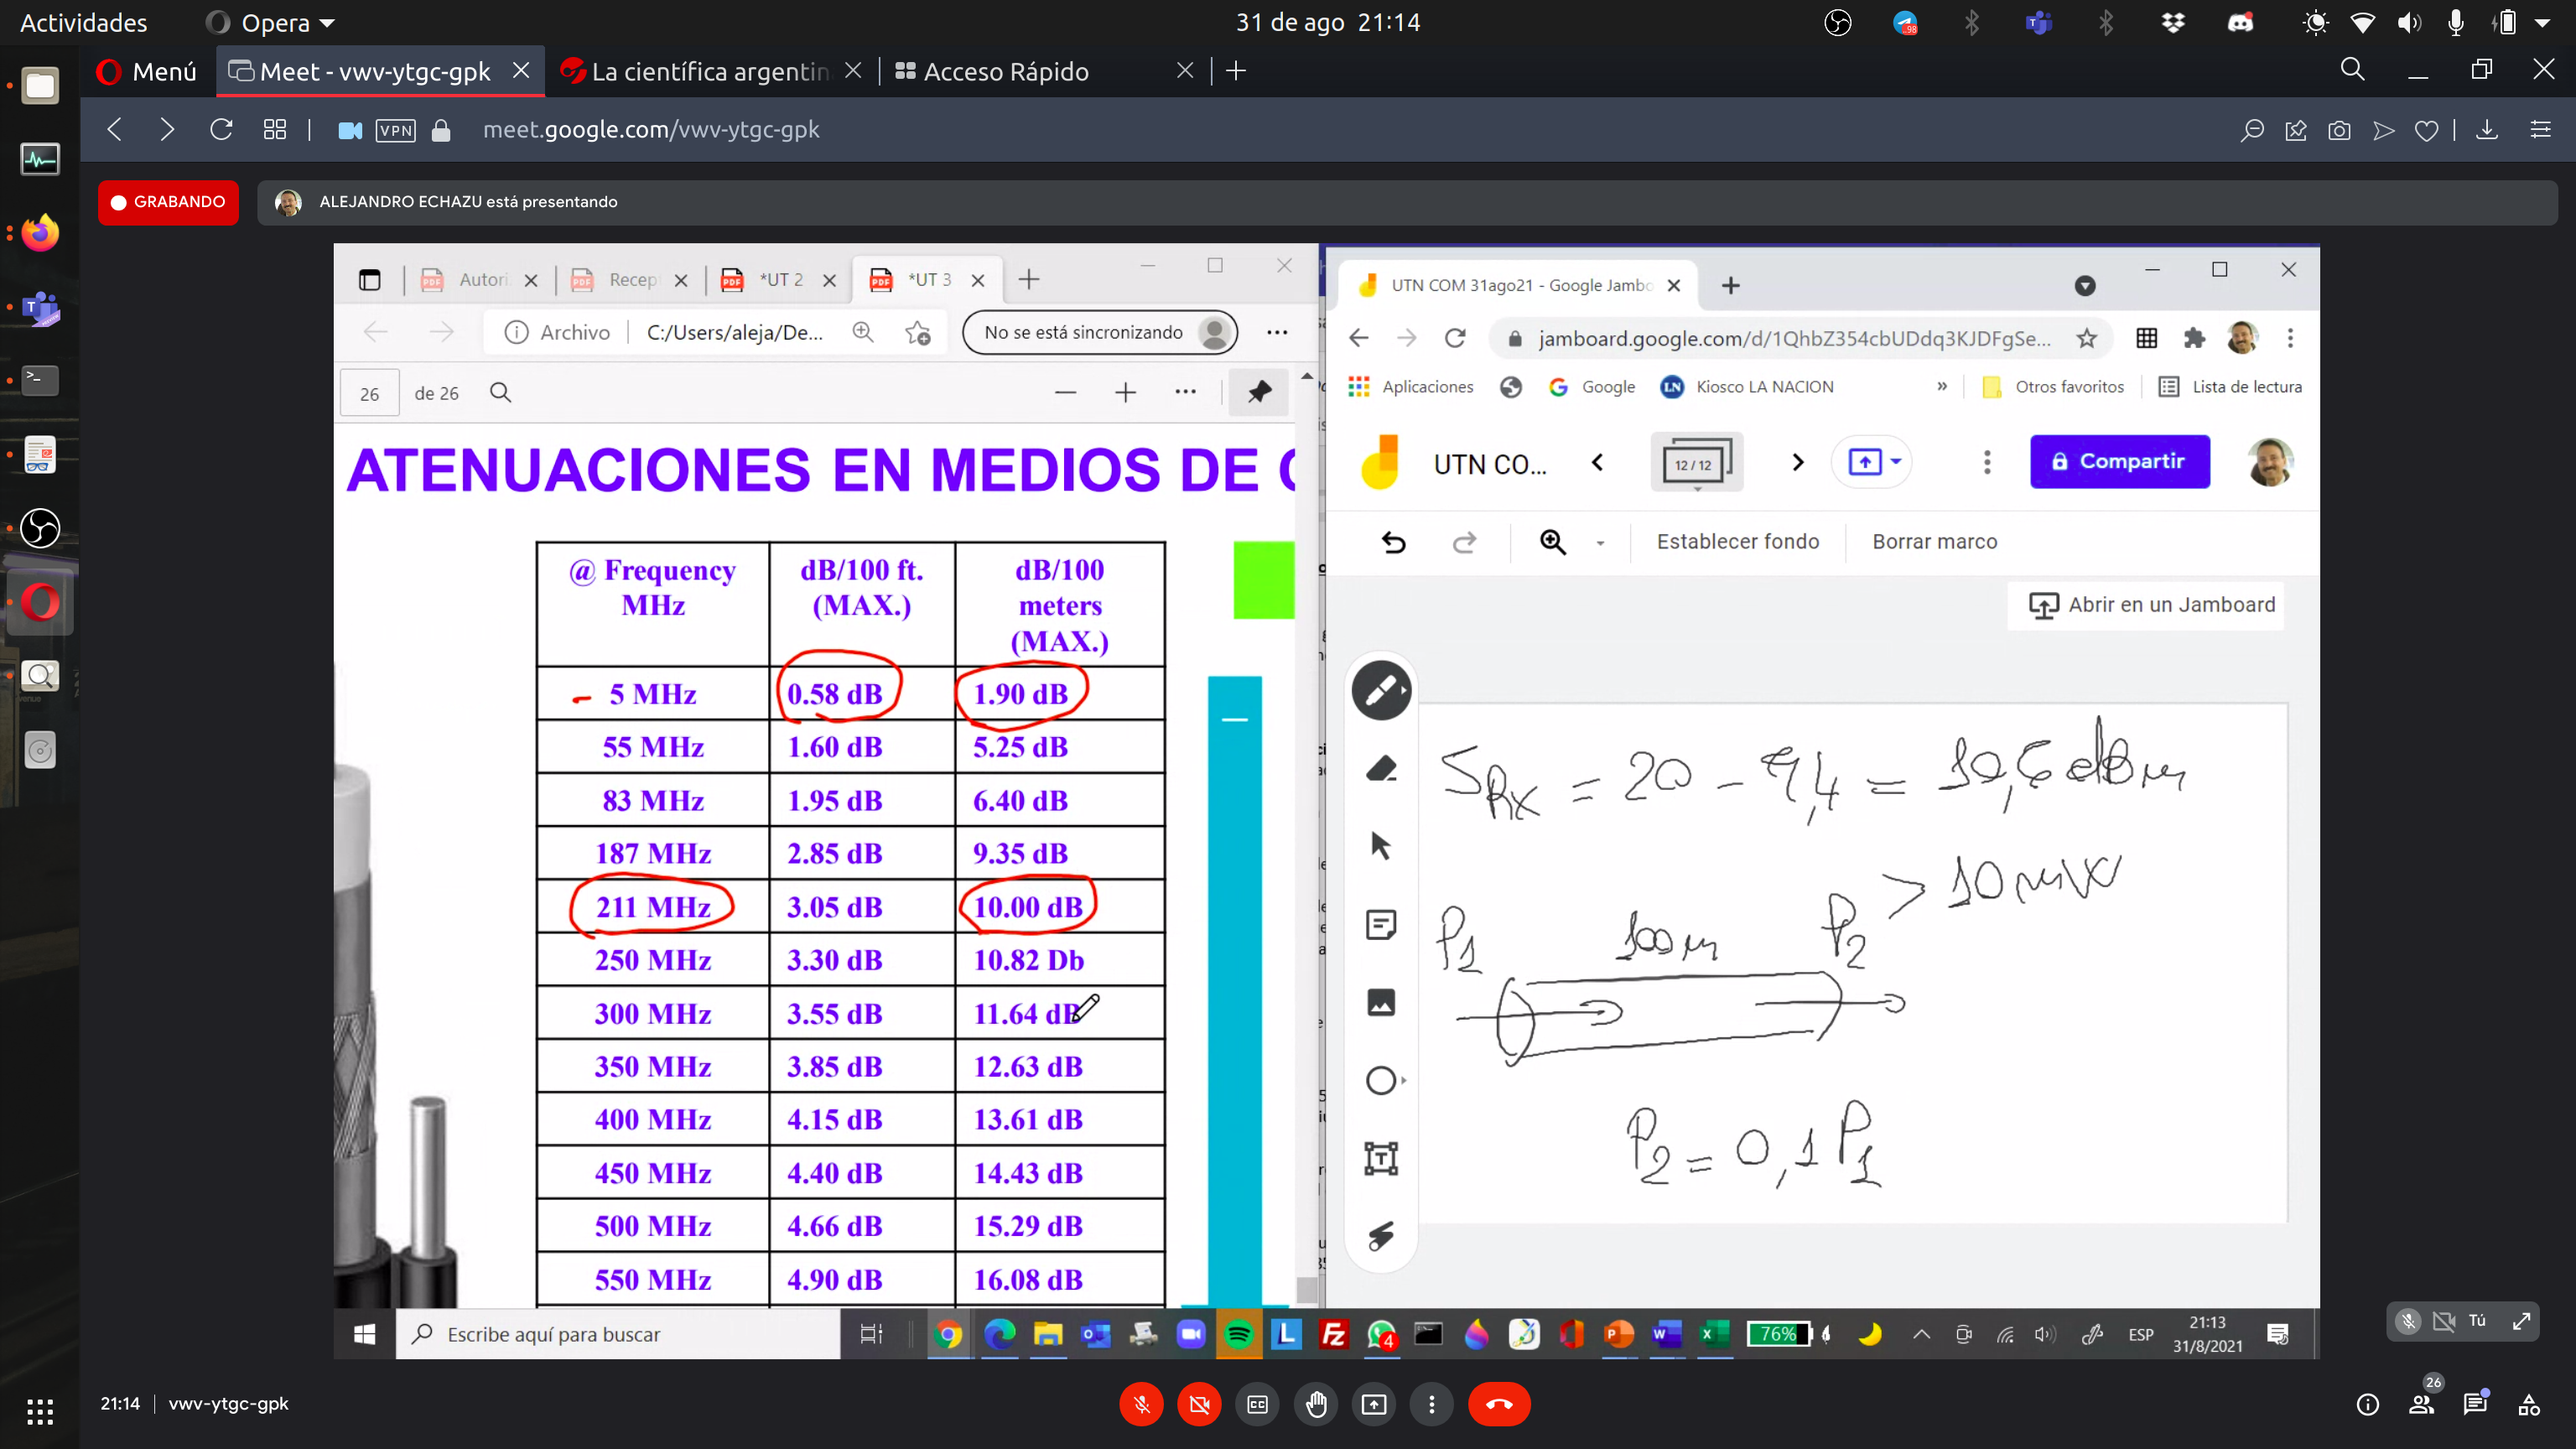 Actividades
Opera
31 de ago 21:14
98
Menú
Meet - vwv-ytgc-gpk
La científica argentin
Acceso Rápido
VPN
meet.google.com/vwv-ytgc-gpk
GRABANDO
ALEJANDRO ECHAZU está presentando
Autori
Recep
*UT 2
*UT 3
Archivo
C:/Users/aleja/De...
No se está sincronizando
26
de 26
ATENUACIONES EN MEDIOS DE
@ Frequency MHz
dB/100 ft. (MAX.)
dB/100 meters (MAX.)
5 MHz 0.58 dB 1.90 dB
55 MHz 1.60 dB 5.25 dB
83 MHz 1.95 dB 6.40 dB
187 MHz 2.85 dB 9.35 dB
211 MHz 3.05 dB 10.00 dB
250 MHz 3.30 dB 10.82 Db
300 MHz 3.55 dB 11.64 dB
350 MHz 3.85 dB 12.63 dB
400 MHz 4.15 dB 13.61 dB
450 MHz 4.40 dB 14.43 dB
500 MHz 4.66 dB 15.29 dB
550 MHz 4.90 dB 16.08 dB
UTN COM 31ago21 - Google Jambo
jamboard.google.com/d/1QhbZ354cbUDdq3KJDFgSe...
Aplicaciones
Google
LN
Kiosco LA NACION
Otros favoritos
Lista de lectura
UTN CO...
12 / 12
Compartir
Establecer fondo
Borrar marco
Abrir en un Jamboard
SRX = 20 - 9,4 = 10,6 dBm
> 10 mW
P1
100 m
P2
P2 = 0,1 P1
Escribe aquí para buscar
4
76%
ESP
21:13
31/8/2021
Tú
21:14
vwv-ytgc-gpk
26